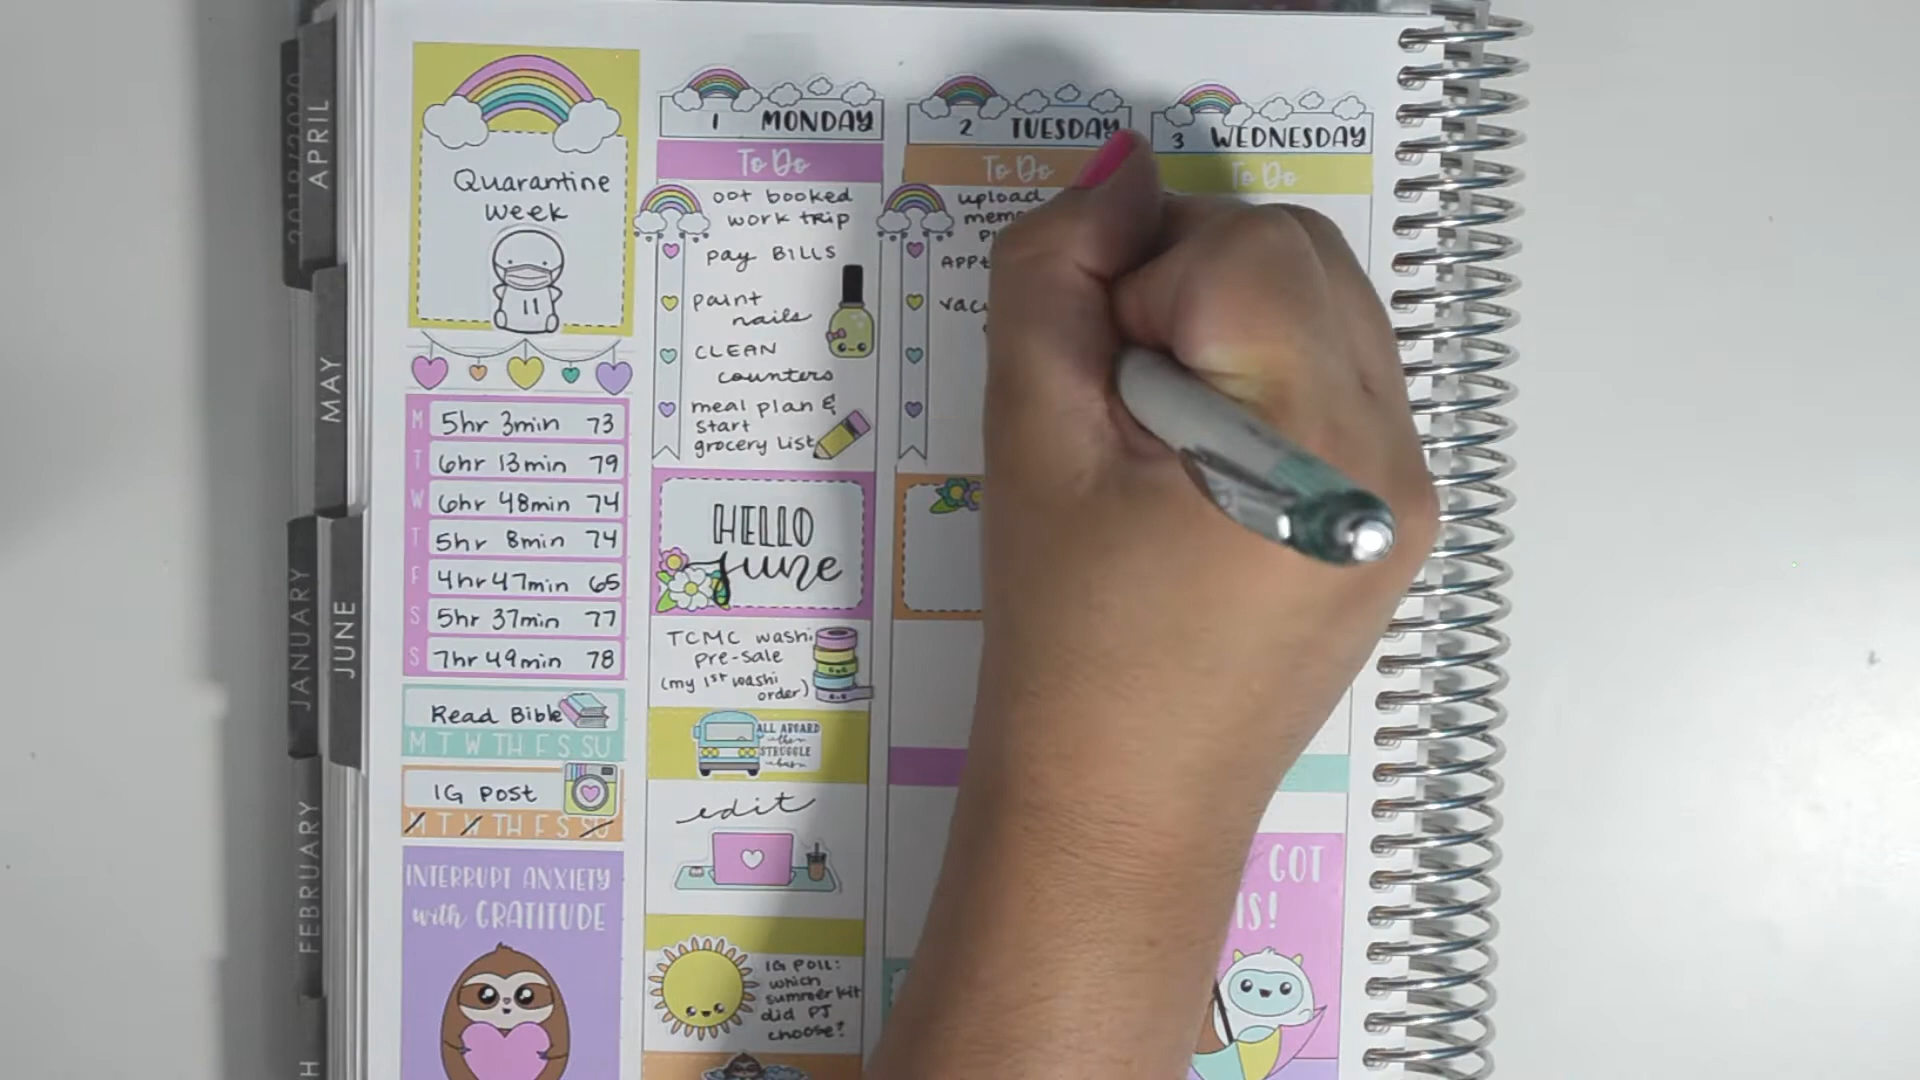 2019/2020
APRIL
MAY
JANUARY
JUNE
FEBRUARY
H
Quarantine
week
11
M 5hr 3min 73
T 6hr 13min 79
W 6hr 48min 74
T 5hr 8min 74
F 4hr 47min 65
S 5hr 37min 77
S 7hr 49min 78
Read Bible
M T W TH F S SU
IG Post
M T W TH F S SU
INTERRUPT ANXIETY
with GRATITUDE
1 MONDAY
To Do
oot booked
work trip
pay BILLS
paint
nails
CLEAN
counters
meal plan &
start
grocery list
HELLO
June
TCMC washi
pre-sale
(my 1st washi
order)
ALL ABOARD
the
STRUGGLE
bus
edit
IG POLL:
which
summer kit
did PJ
choose?
2 TUESDAY
To Do
upload
3 WEDNESDAY
To Do
GOT
IS!